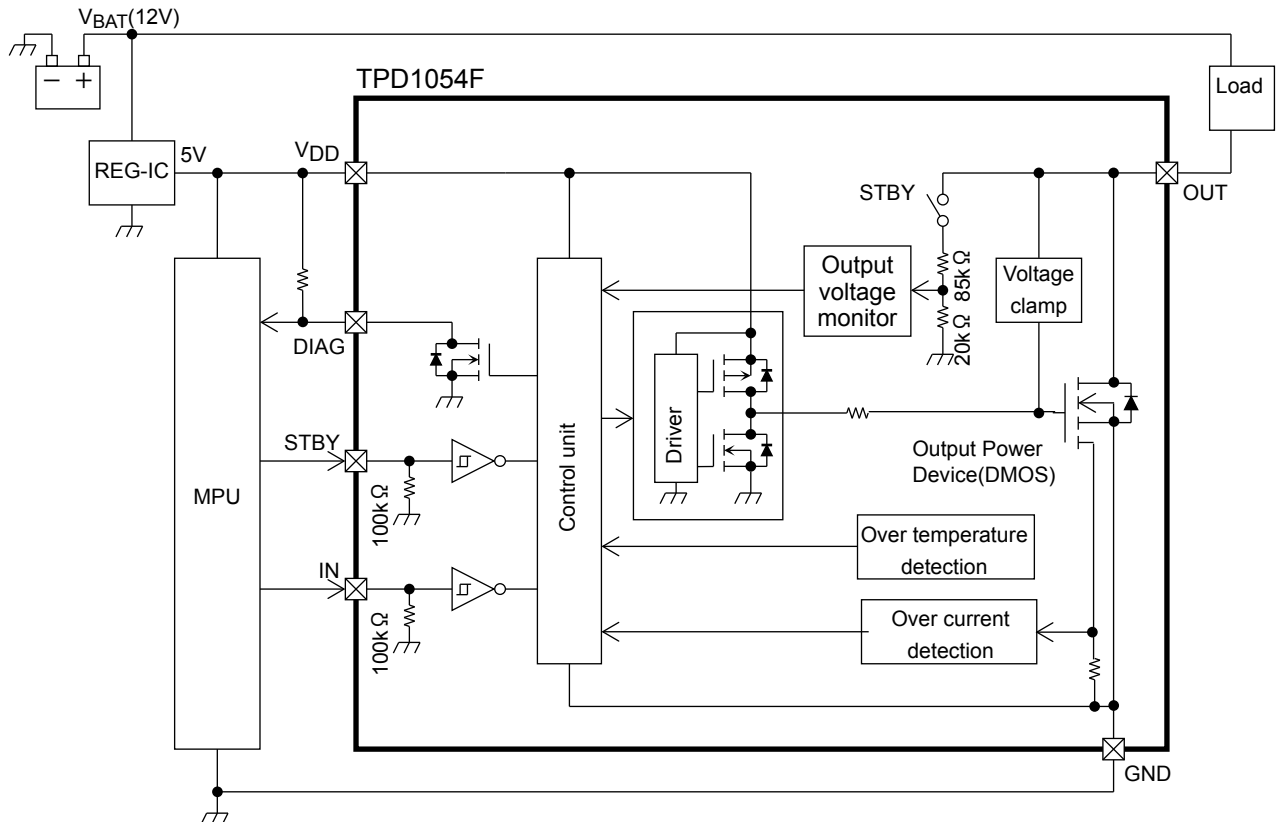 VBAT(12V)
− +
TPD1054F
Load
REG-IC
5V
VDD
OUT
STBY
85kΩ
20kΩ
Output
voltage
monitor
Voltage
clamp
DIAG
STBY
100kΩ
MPU
Control unit
Driver
Output Power
Device(DMOS)
IN
100kΩ
Over temperature
detection
Over current
detection
GND